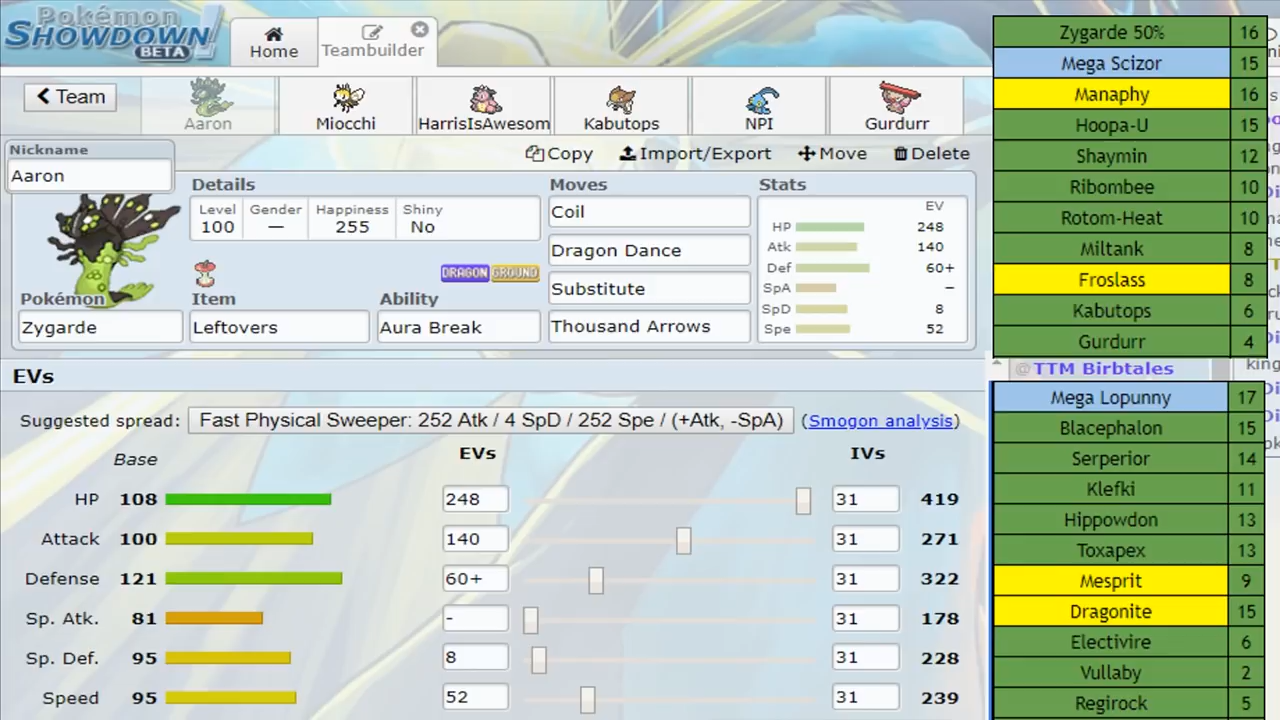 Pokémon
SHOWDOWN!
BETA
Home
Teambuilder
Team
Aaron
Miocchi
HarrisIsAwesom
Kabutops
NPI
Gurdurr
Nickname
Aaron
Copy
Import/Export
Move
Delete
Details
Level
100
Gender
—
Happiness
255
Shiny
No
DRAGON
GROUND
Pokémon
Zygarde
Item
Leftovers
Ability
Aura Break
Moves
Coil
Dragon Dance
Substitute
Thousand Arrows
Stats
EV
HP 248
Atk 140
Def 60+
SpA –
SpD 8
Spe 52
EVs
Suggested spread: Fast Physical Sweeper: 252 Atk / 4 SpD / 252 Spe / (+Atk, -SpA) (Smogon analysis)
Base EVs IVs
HP 108 248 31 419
Attack 100 140 31 271
Defense 121 60+ 31 322
Sp. Atk. 81 - 31 178
Sp. Def. 95 8 31 228
Speed 95 52 31 239
Zygarde 50% 16
Mega Scizor 15
Manaphy 16
Hoopa-U 15
Shaymin 12
Ribombee 10
Rotom-Heat 10
Miltank 8
Froslass 8
Kabutops 6
Gurdurr 4
@TTM Birbtales
Mega Lopunny 17
Blacephalon 15
Serperior 14
Klefki 11
Hippowdon 13
Toxapex 13
Mesprit 9
Dragonite 15
Electivire 6
Vullaby 2
Regirock 5